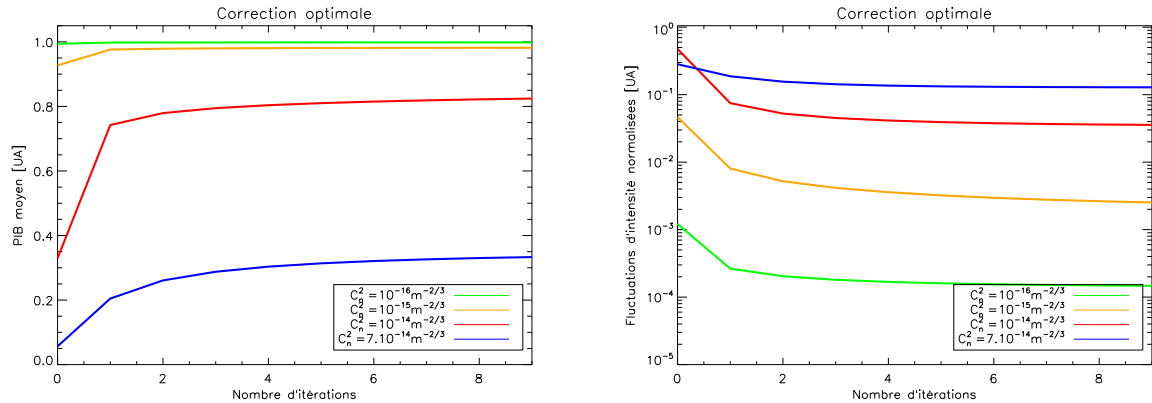 Correction optimale
PIB moyen [UA]
1.0
0.8
0.6
0.4
0.2
0.0
0 2 4 6 8
Nombre d'itérations
C²ₙ = 10⁻¹⁶m⁻²/³
C²ₙ = 10⁻¹⁵m⁻²/³
C²ₙ = 10⁻¹⁴m⁻²/³
C²ₙ = 7.10⁻¹⁴m⁻²/³
Correction optimale
Fluctuations d'intensité normalisées [UA]
10⁰
10⁻¹
10⁻²
10⁻³
10⁻⁴
10⁻⁵
0 2 4 6 8
Nombre d'itérations
C²ₙ = 10⁻¹⁶m⁻²/³
C²ₙ = 10⁻¹⁵m⁻²/³
C²ₙ = 10⁻¹⁴m⁻²/³
C²ₙ = 7.10⁻¹⁴m⁻²/³